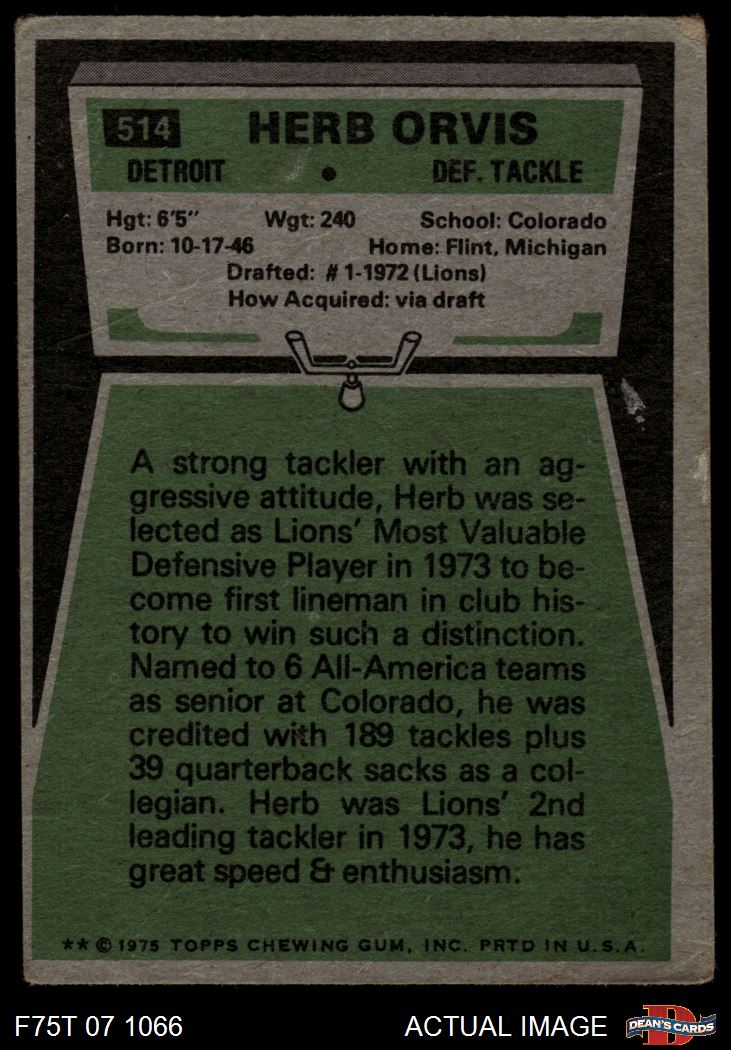 514 HERB ORVIS
DETROIT • DEF. TACKLE
Hgt: 6'5" Wgt: 240 School: Colorado
Born: 10-17-46 Home: Flint, Michigan
Drafted: #1-1972 (Lions)
How Acquired: via draft
A strong tackler with an ag-
gressive attitude, Herb was se-
lected as Lions' Most Valuable
Defensive Player in 1973 to be-
come first lineman in club his-
tory to win such a distinction.
Named to 6 All-America teams
as senior at Colorado, he was
credited with 189 tackles plus
39 quarterback sacks as a col-
legian. Herb was Lions' 2nd
leading tackler in 1973, he has
great speed & enthusiasm.
** © 1975 TOPPS CHEWING GUM, INC. PRTD IN U.S.A.
F75T 07 1066 ACTUAL IMAGE DEAN'S CARDS